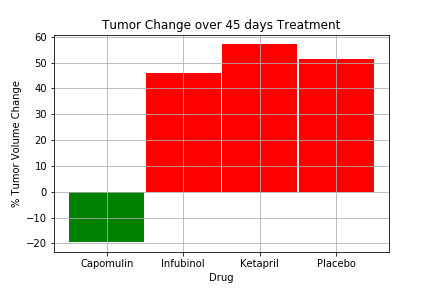 Tumor Change over 45 days Treatment
% Tumor Volume Change
60
50
40
30
20
10
0
−10
−20
Capomulin Infubinol Ketapril Placebo
Drug